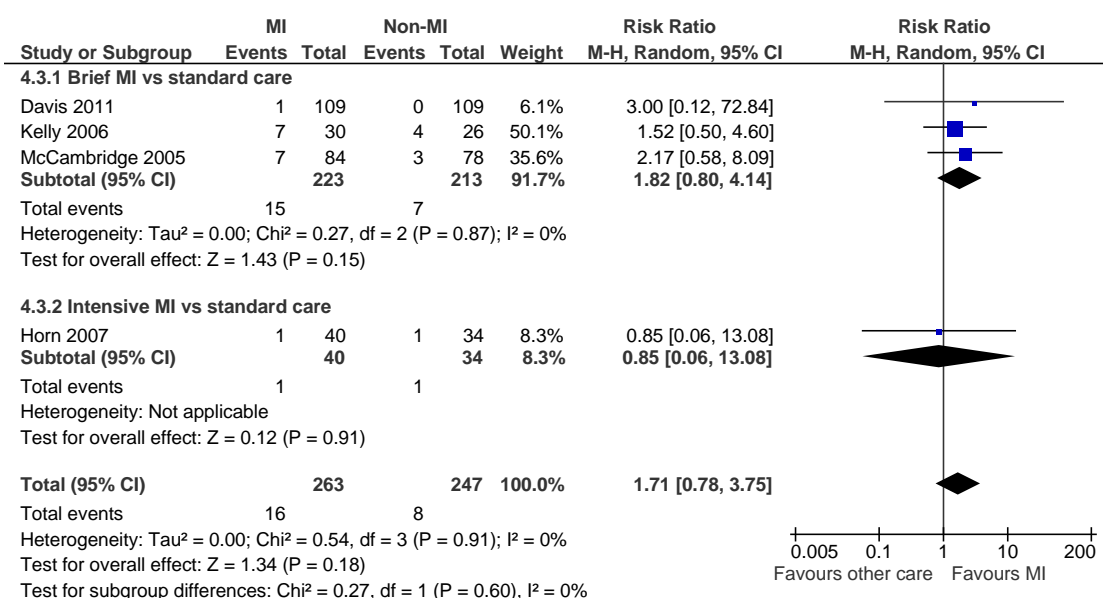 MI Non-MI Risk Ratio Risk Ratio
Study or Subgroup Events Total Events Total Weight M-H, Random, 95% CI M-H, Random, 95% CI
4.3.1 Brief MI vs standard care
Davis 2011 1 109 0 109 6.1% 3.00 [0.12, 72.84]
Kelly 2006 7 30 4 26 50.1% 1.52 [0.50, 4.60]
McCambridge 2005 7 84 3 78 35.6% 2.17 [0.58, 8.09]
Subtotal (95% CI) 223 213 91.7% 1.82 [0.80, 4.14]
Total events 15 7
Heterogeneity: Tau² = 0.00; Chi² = 0.27, df = 2 (P = 0.87); I² = 0%
Test for overall effect: Z = 1.43 (P = 0.15)
4.3.2 Intensive MI vs standard care
Horn 2007 1 40 1 34 8.3% 0.85 [0.06, 13.08]
Subtotal (95% CI) 40 34 8.3% 0.85 [0.06, 13.08]
Total events 1 1
Heterogeneity: Not applicable
Test for overall effect: Z = 0.12 (P = 0.91)
Total (95% CI) 263 247 100.0% 1.71 [0.78, 3.75]
Total events 16 8
Heterogeneity: Tau² = 0.00; Chi² = 0.54, df = 3 (P = 0.91); I² = 0%
Test for overall effect: Z = 1.34 (P = 0.18)
Test for subgroup differences: Chi² = 0.27, df = 1 (P = 0.60), I² = 0%
0.005 0.1 1 10 200
Favours other care Favours MI